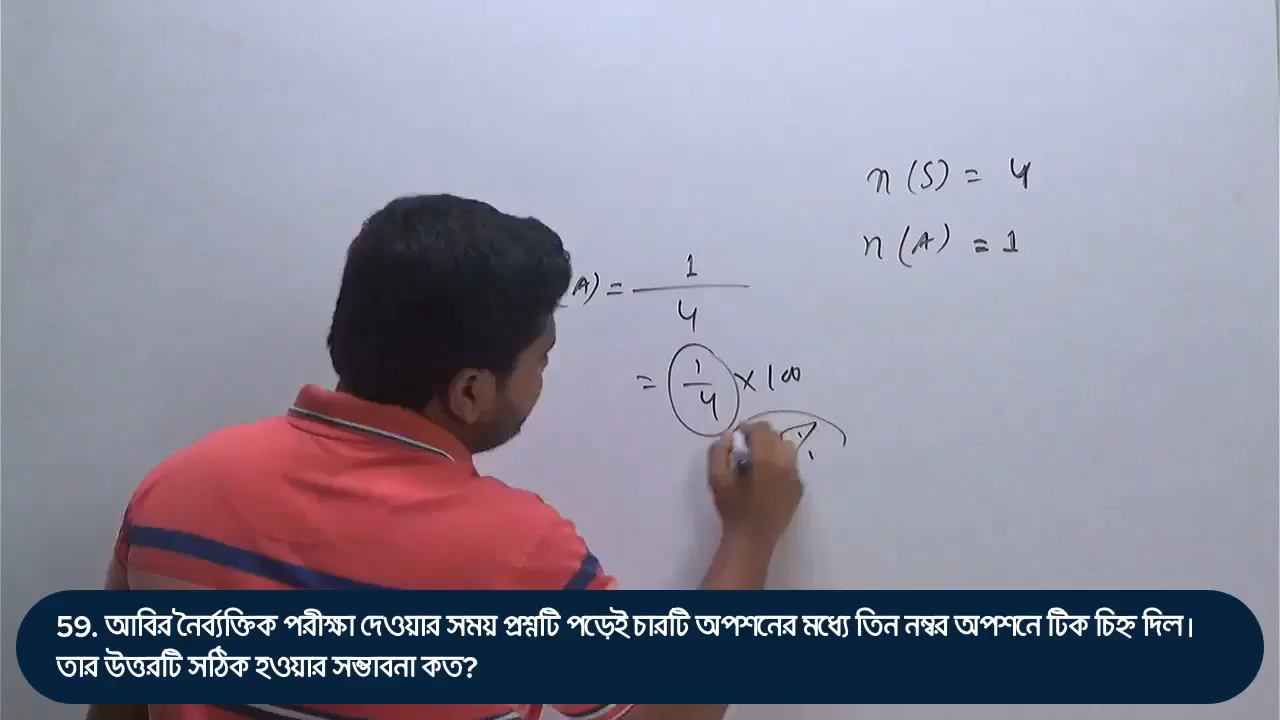 n(S) = 4
n(A) = 1
A) = 1/4
= 1/4 × 100
%
59. আবির নৈর্ব্যক্তিক পরীক্ষা দেওয়ার সময় প্রশ্নটি পড়েই চারটি অপশনের মধ্যে তিন নম্বর অপশনে টিক চিহ্ন দিল।
তার উত্তরটি সঠিক হওয়ার সম্ভাবনা কত?